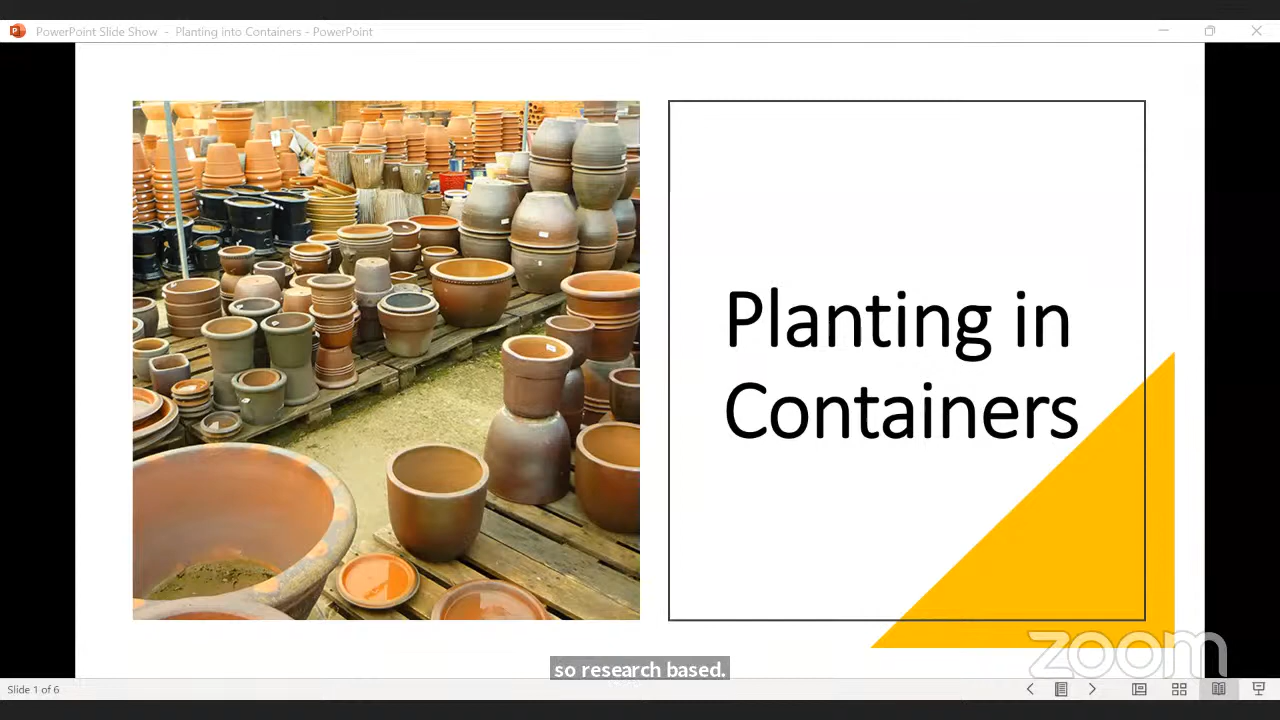 PowerPoint Slide Show - Planting into Containers - PowerPoint
Planting in
Containers
zoom
so research based.
Slide 1 of 6